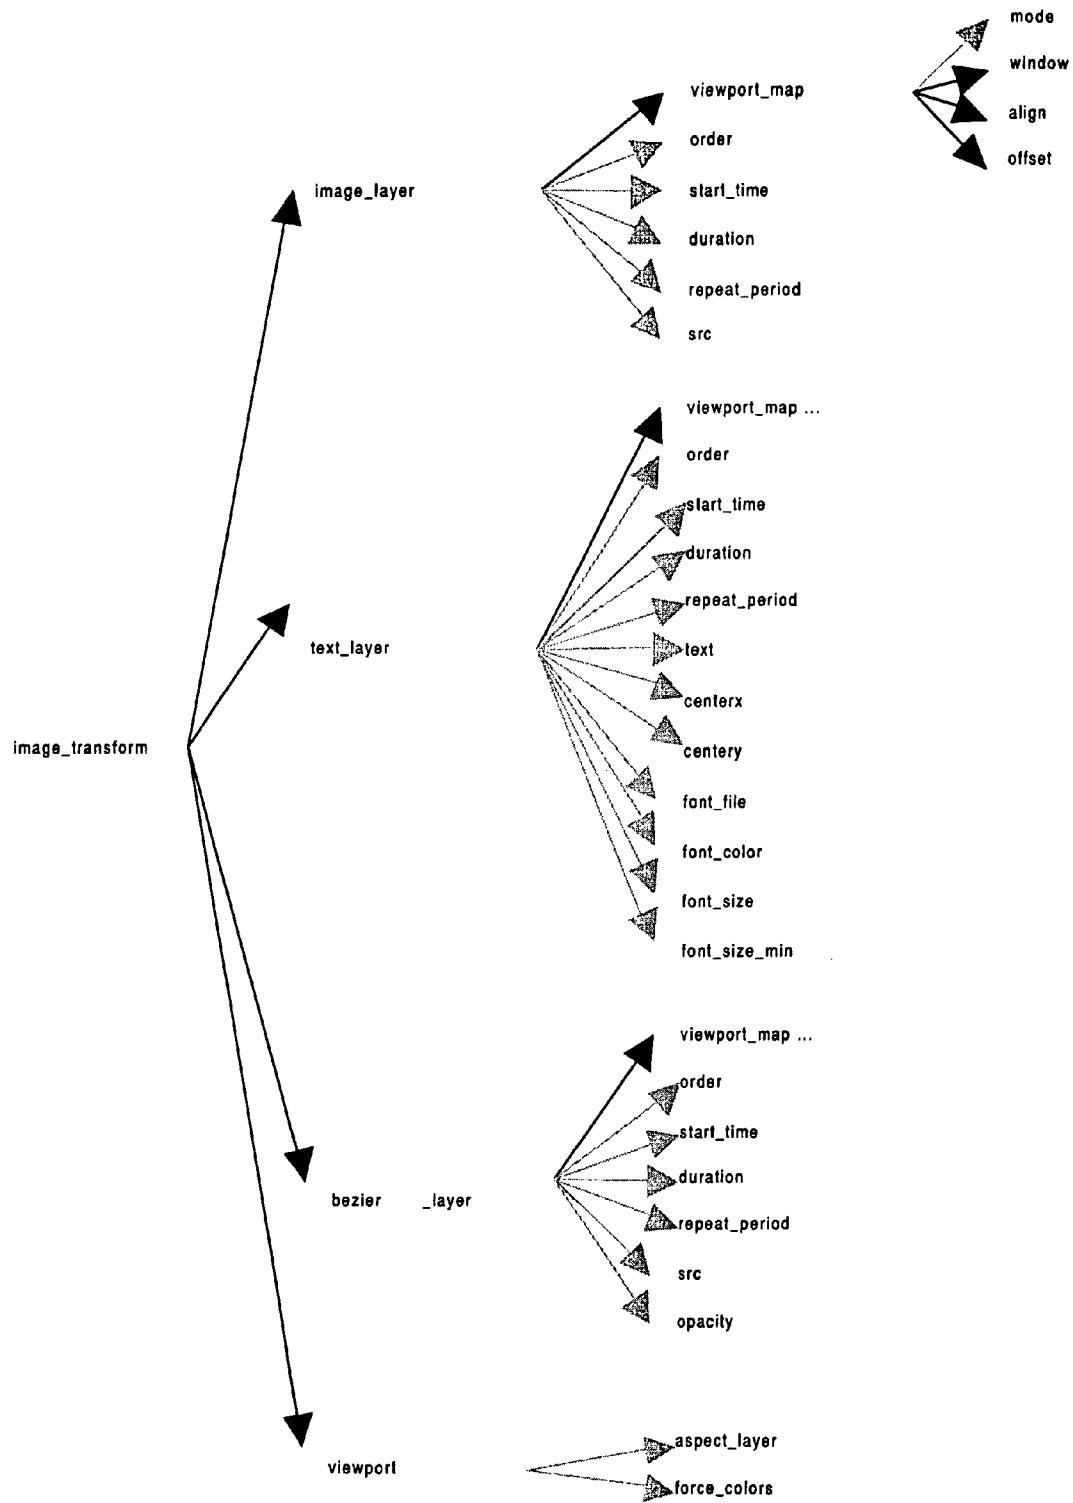 mode
window
viewport_map
align
order
offset
image_layer
start_time
duration
repeat_period
src
viewport_map ...
order
start_time
duration
repeat_period
text_layer
text
centerx
image_transform
centery
font_file
font_color
font_size
font_size_min
viewport_map ...
order
start_time
duration
bezier _layer
repeat_period
src
opacity
aspect_layer
viewport
force_colors